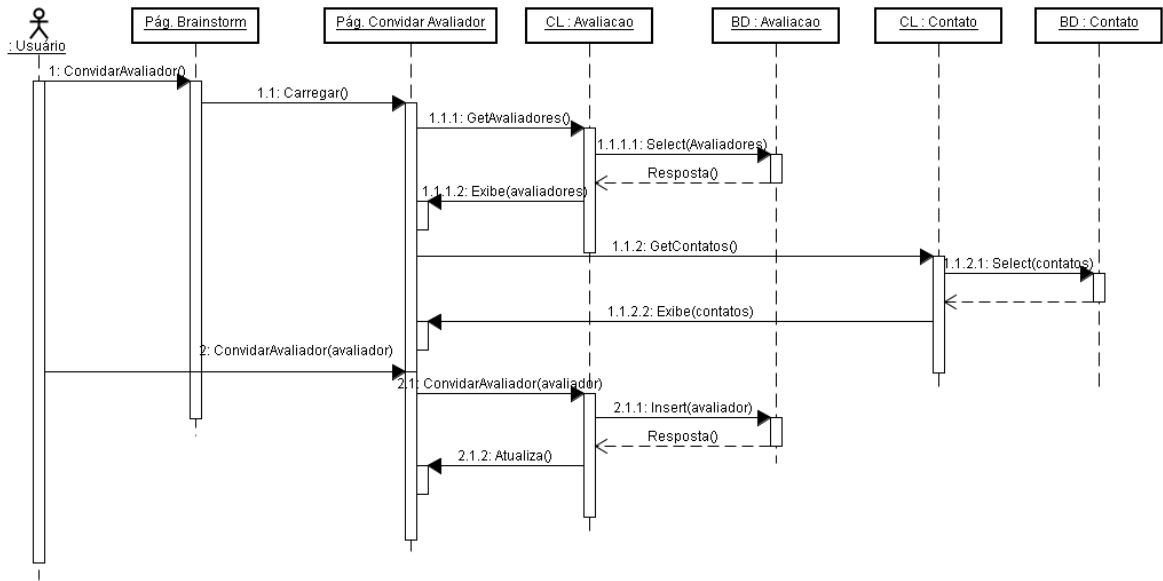 Pág. Brainstorm
Pág. Convidar Avaliador
CL : Avaliacao
BD : Avaliacao
CL : Contato
BD : Contato
: Usuário
1: ConvidarAvaliador()
1.1: Carregar()
1.1.1: GetAvaliadores()
1.1.1.1: Select(Avaliadores)
Resposta()
1.1.1.2: Exibe(avaliadores)
1.1.2: GetContatos()
1.1.2.1: Select(contatos)
1.1.2.2: Exibe(contatos)
2: ConvidarAvaliador(avaliador)
2.1: ConvidarAvaliador(avaliador)
2.1.1: Insert(avaliador)
Resposta()
2.1.2: Atualiza()